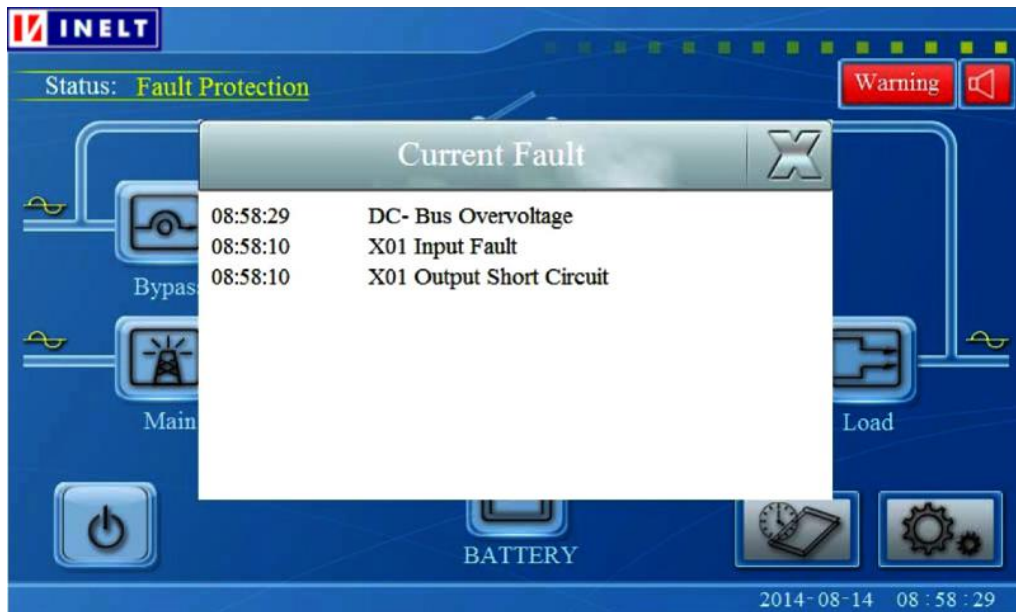 INELT
Status: Fault Protection
Warning
Current Fault
08:58:29 DC- Bus Overvoltage
08:58:10 X01 Input Fault
08:58:10 X01 Output Short Circuit
Bypas
Main
Load
BATTERY
2014-08-14 08:58:29